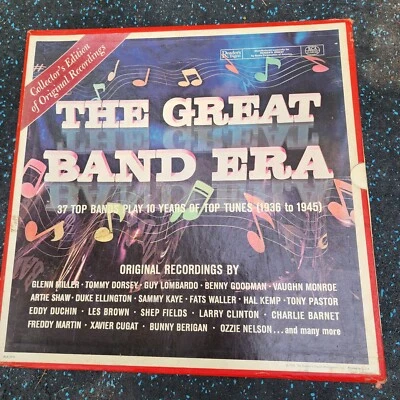 Collector's Edition
of Original Recordings
THE GREAT
BAND ERA
37 TOP BANDS PLAY 10 YEARS OF TOP TUNES (1936 to 1945)
ORIGINAL RECORDINGS BY
GLENN MILLER · TOMMY DORSEY · GUY LOMBARDO · BENNY GOODMAN · VAUGHN MONROE
ARTIE SHAW · DUKE ELLINGTON · SAMMY KAYE · FATS WALLER · HAL KEMP · TONY PASTOR
EDDY DUCHIN · LES BROWN · SHEP FIELDS · LARRY CLINTON · CHARLIE BARNET
FREDDY MARTIN · XAVIER CUGAT · BUNNY BERIGAN · OZZIE NELSON . . . and many more